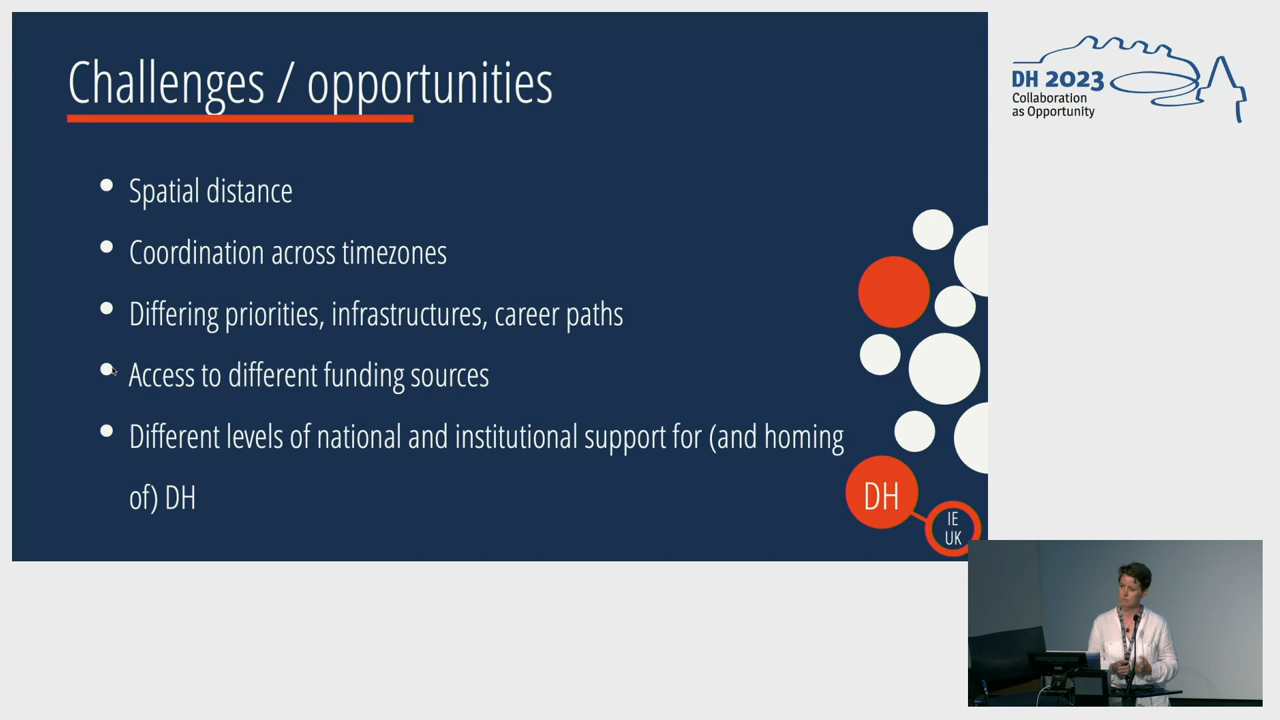 Challenges / opportunities
• Spatial distance
• Coordination across timezones
• Differing priorities, infrastructures, career paths
• Access to different funding sources
• Different levels of national and institutional support for (and homing
of) DH
DH
IE
UK
DH 2023
Collaboration
as Opportunity